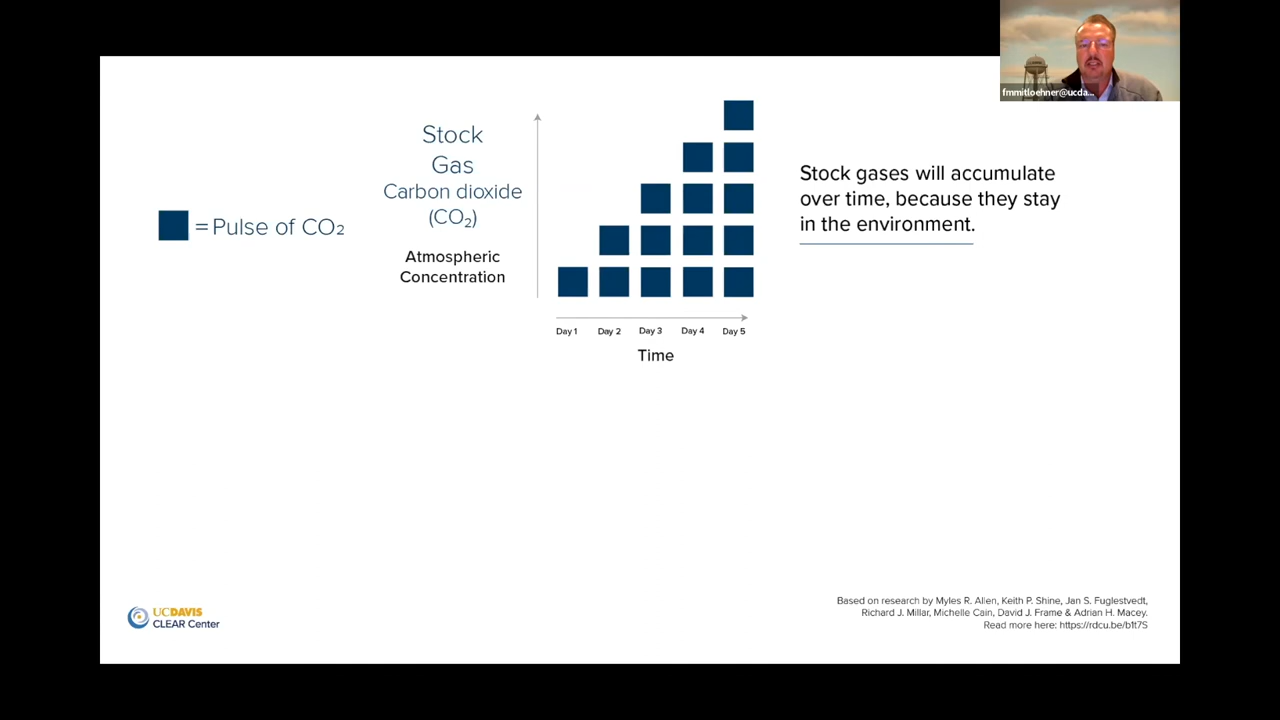 fmmitloehner@ucda...
Stock
Gas
Carbon dioxide
(CO₂)
Atmospheric
Concentration
= Pulse of CO₂
Day 1 Day 2 Day 3 Day 4 Day 5
Time
Stock gases will accumulate
over time, because they stay
in the environment.
UCDAVIS
CLEAR Center
Based on research by Myles R. Allen, Keith P. Shine, Jan S. Fuglestvedt,
Richard J. Millar, Michelle Cain, David J. Frame & Adrian H. Macey.
Read more here: https://rdcu.be/b1t7S